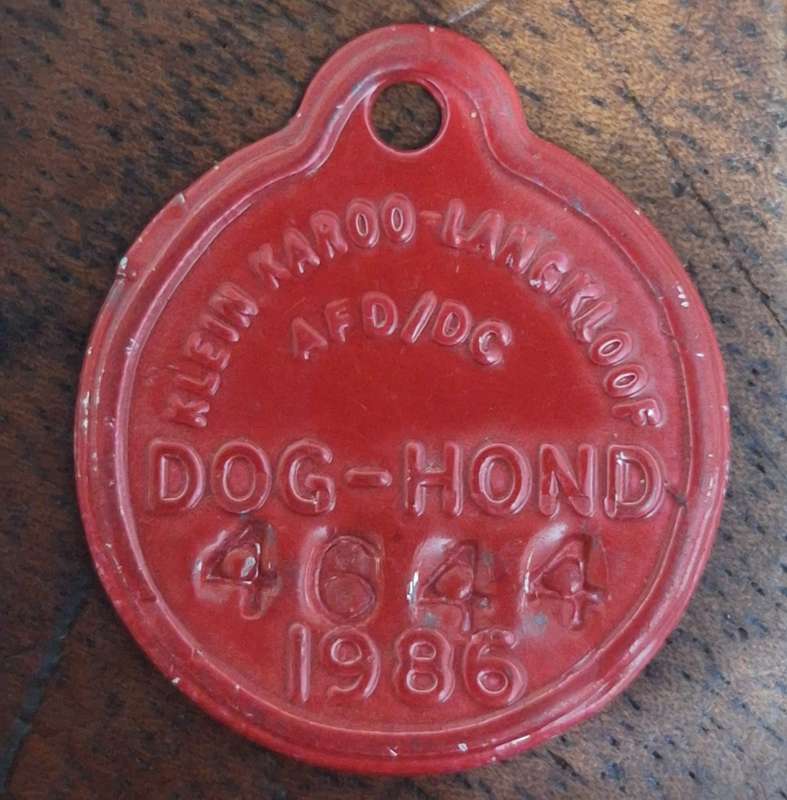 KLEIN KAROO-LANGKLOOF
AFD/DC
DOG-HOND
4644
1986